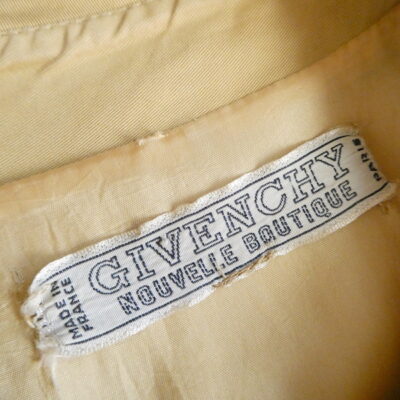 MADE IN
FRANCE
GIVENCHY
NOUVELLE BOUTIQUE
PARIS